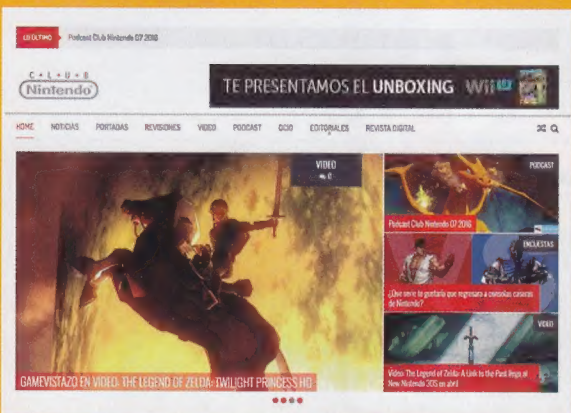 LO ÚLTIMO Podcast Club Nintendo 07 2016
CLUB
Nintendo
TE PRESENTAMOS EL UNBOXING Wii U
HOME NOTICIAS PORTADAS REVISIONES VIDEO PODCAST OCIO EDITORIALES REVISTA DIGITAL
VIDEO
PODCAST
Podcast Club Nintendo 07 2016
ENCUESTAS
¿Qué serie te gustaría que regresara a consolas caseras
de Nintendo?
VIDEO
Video: The Legend of Zelda: A Link to the Past llega al
New Nintendo 3DS en abril
GAMEVISTAZO EN VIDEO: THE LEGEND OF ZELDA: TWILIGHT PRINCESS HD